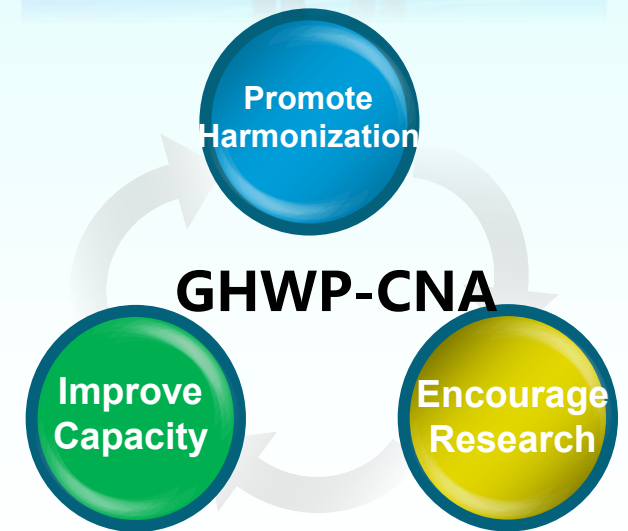 Promote
Harmonization
GHWP-CNA
Improve
Capacity
Encourage
Research